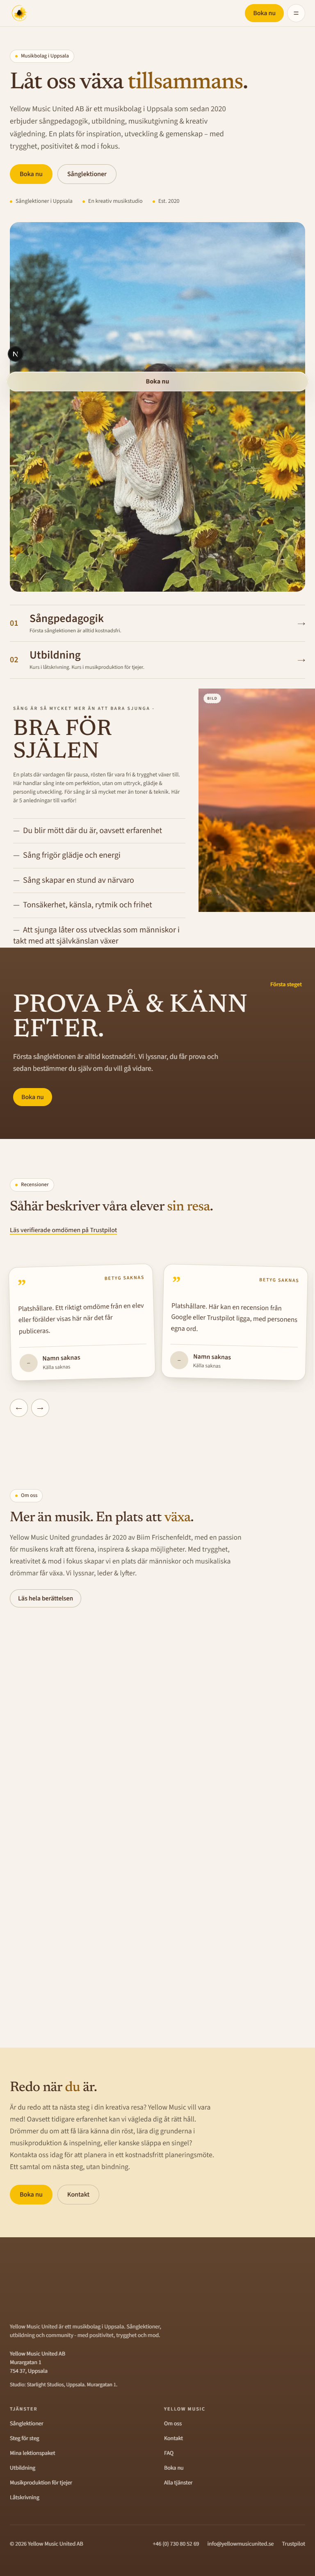 Boka nu
Musikbolag i Uppsala
Låt oss växa tillsammans.
Yellow Music United AB är ett musikbolag i Uppsala som sedan 2020
erbjuder sångpedagogik, utbildning, musikutgivning & kreativ
vägledning. En plats för inspiration, utveckling & gemenskap – med
trygghet, positivitet & mod i fokus.
Boka nu
Sånglektioner
Sånglektioner i Uppsala
En kreativ musikstudio
Est. 2020
N
Boka nu
01
Sångpedagogik
Första sånglektionen är alltid kostnadsfri.
→
02
Utbildning
Kurs i låtskrivning. Kurs i musikproduktion för tjejer.
→
SÅNG ÄR SÅ MYCKET MER ÄN ATT BARA SJUNGA -
BRA FÖR
SJÄLEN
En plats där vardagen får pausa, rösten får vara fri & trygghet växer till.
Här handlar sång inte om perfektion, utan om uttryck, glädje &
personlig utveckling. För sång är så mycket mer än toner & teknik. Här
är 5 anledningar till varför!
— Du blir mött där du är, oavsett erfarenhet
— Sång frigör glädje och energi
— Sång skapar en stund av närvaro
— Tonsäkerhet, känsla, rytmik och frihet
— Att sjunga låter oss utvecklas som människor i
takt med att självkänslan växer
BILD
Första steget
PROVA PÅ & KÄNN
EFTER.
Första sånglektionen är alltid kostnadsfri. Vi lyssnar, du får prova och
sedan bestämmer du själv om du vill gå vidare.
Boka nu
Recensioner
Såhär beskriver våra elever sin resa.
Läs verifierade omdömen på Trustpilot
”
BETYG SAKNAS
Platshållare. Ett riktigt omdöme från en elev
eller förälder visas här när det får
publiceras.
–
Namn saknas
Källa saknas
”
BETYG SAKNAS
Platshållare. Här kan en recension från
Google eller Trustpilot ligga, med personens
egna ord.
–
Namn saknas
Källa saknas
← →
Om oss
Mer än musik. En plats att växa.
Yellow Music United grundades år 2020 av Blim Frischenfeldt, med en passion
för musikens kraft att förena, inspirera & skapa möjligheter. Med trygghet,
kreativitet & mod i fokus skapar vi en plats där människor och musikaliska
drömmar får växa. Vi lyssnar, leder & lyfter.
Läs hela berättelsen
Redo när du är.
Är du redo att ta nästa steg i din kreativa resa? Yellow Music vill vara
med! Oavsett tidigare erfarenhet kan vi vägleda dig åt rätt håll.
Drömmer du om att få lära känna din röst, lära dig grunderna i
musikproduktion & inspelning, eller kanske släppa en singel?
Kontakta oss idag för att planera in ett kostnadsfritt planeringsmöte.
Ett samtal om nästa steg, utan bindning.
Boka nu
Kontakt
Yellow Music United är ett musikbolag i Uppsala. Sånglektioner,
utbildning och community - med positivitet, trygghet och mod.
Yellow Music United AB
Murargatan 1
754 37, Uppsala
Studio: Starlight Studios, Uppsala. Murargatan 1.
TJÄNSTER
Sånglektioner
Steg för steg
Mina lektionspaket
Utbildning
Musikproduktion för tjejer
Låtskrivning
YELLOW MUSIC
Om oss
Kontakt
FAQ
Boka nu
Alla tjänster
© 2026 Yellow Music United AB
+46 (0) 730 80 52 69
info@yellowmusicunited.se
Trustpilot